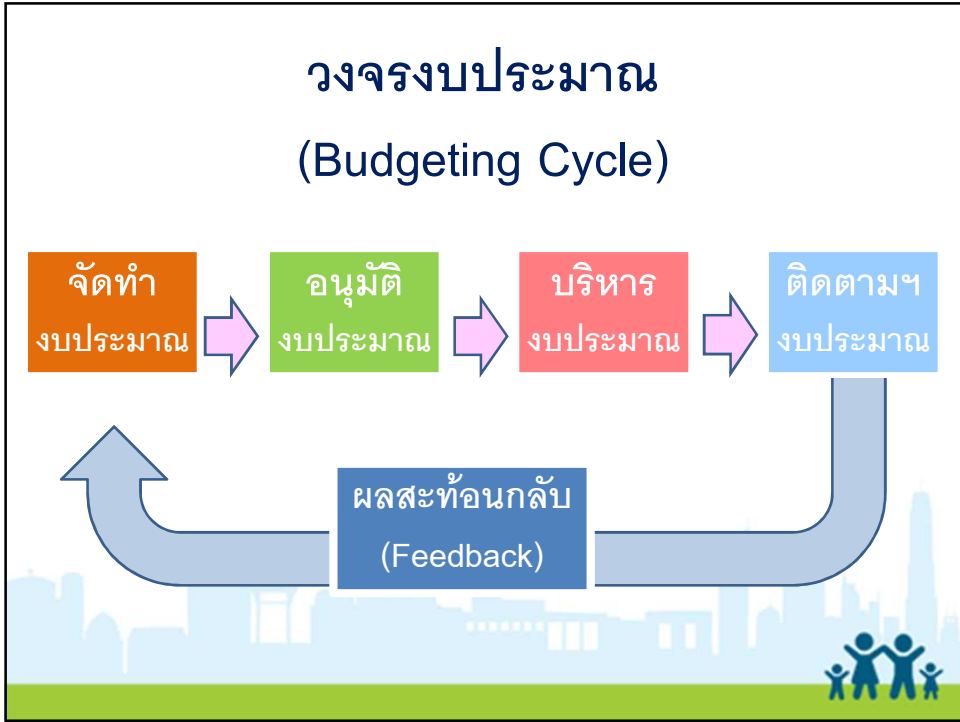 วงจรงบประมาณ
(Budgeting Cycle)
จัดทำ
งบประมาณ
อนุมัติ
งบประมาณ
บริหาร
งบประมาณ
ติดตามฯ
งบประมาณ
ผลสะท้อนกลับ
(Feedback)